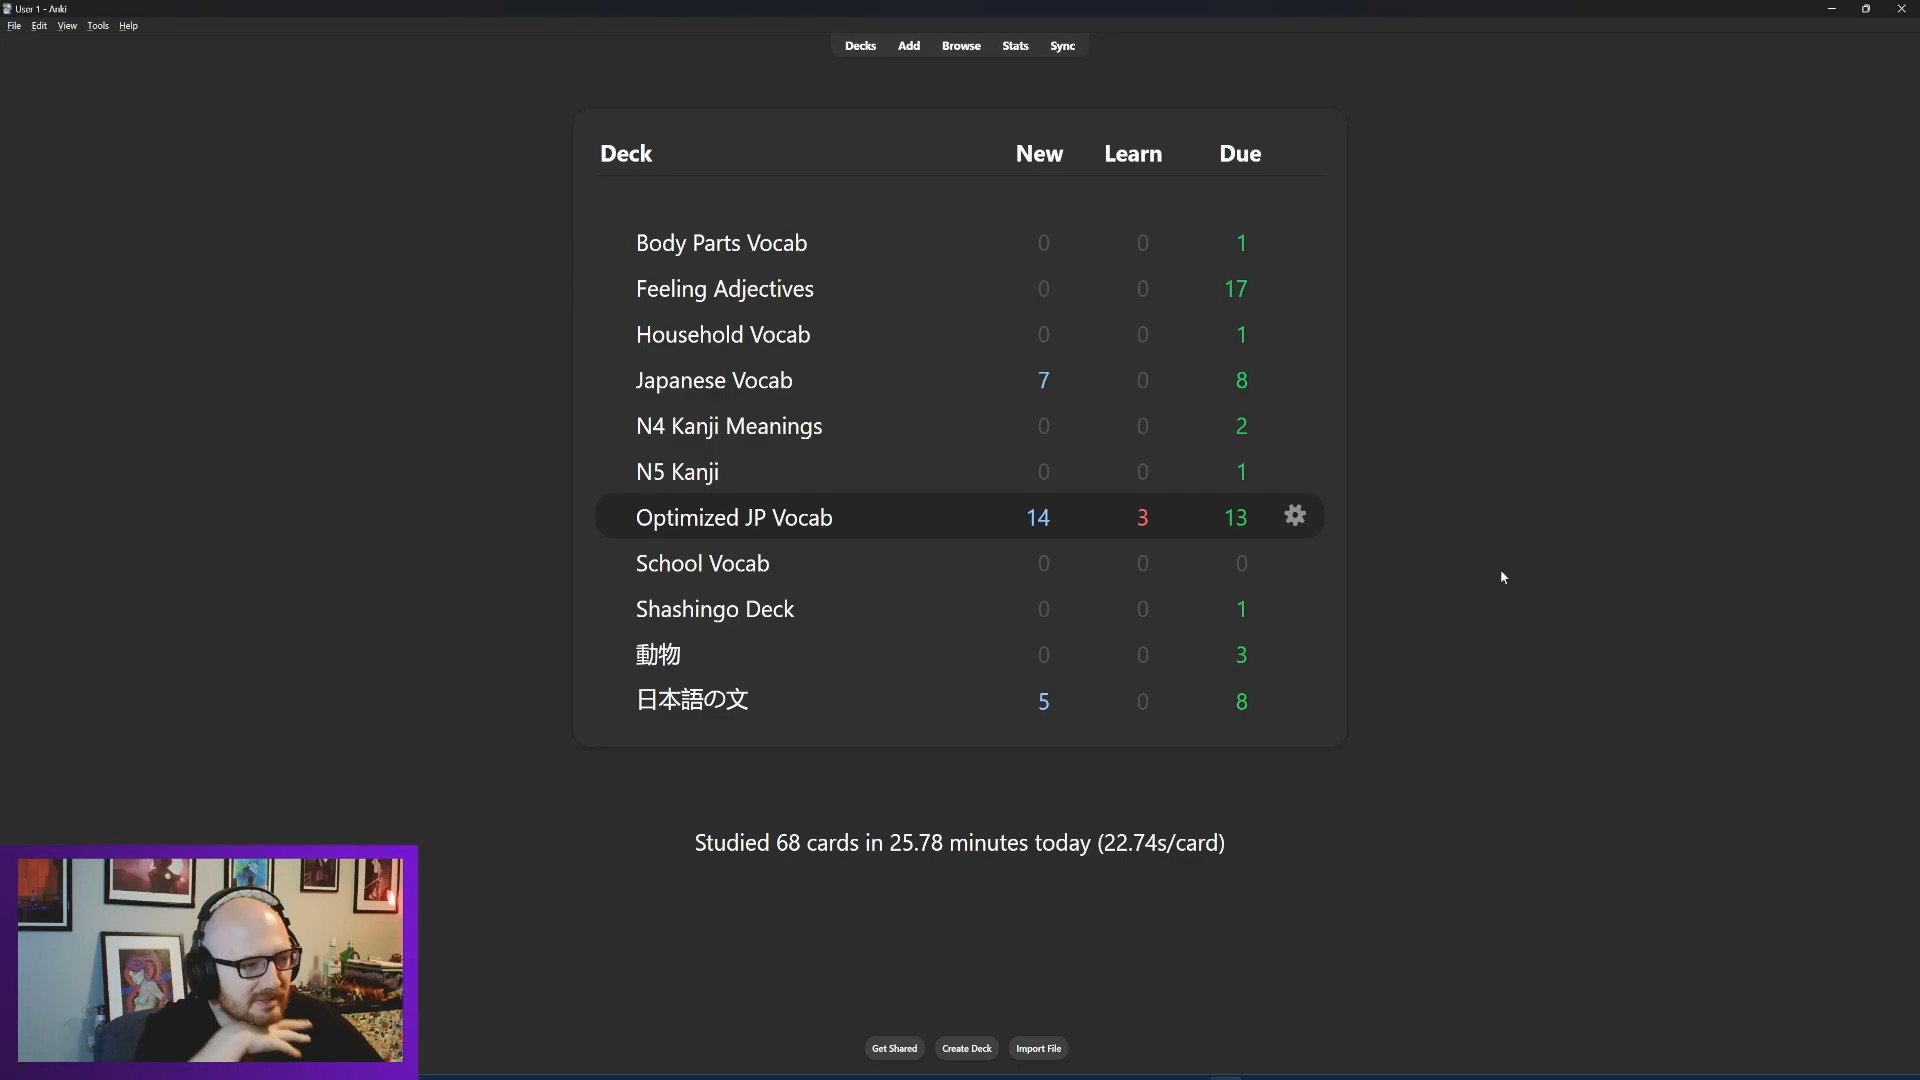 User 1 - Anki
File Edit View Tools Help
Decks Add Browse Stats Sync
Deck New Learn Due
Body Parts Vocab 0 0 1
Feeling Adjectives 0 0 17
Household Vocab 0 0 1
Japanese Vocab 7 0 8
N4 Kanji Meanings 0 0 2
N5 Kanji 0 0 1
Optimized JP Vocab 14 3 13
School Vocab 0 0 0
Shashingo Deck 0 0 1
動物 0 0 3
日本語の文 5 0 8
Studied 68 cards in 25.78 minutes today (22.74s/card)
Get Shared Create Deck Import File